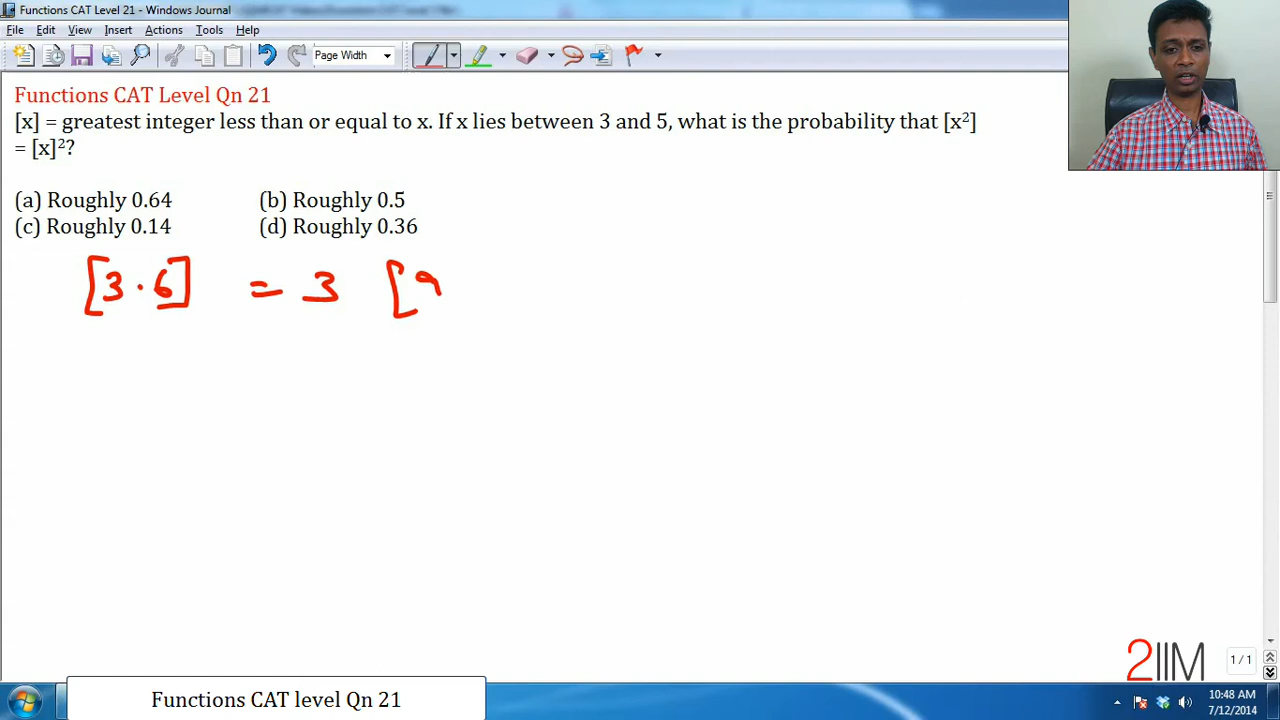 Functions CAT Level 21 - Windows Journal
File Edit View Insert Actions Tools Help
Page Width
Functions CAT Level Qn 21
[x] = greatest integer less than or equal to x. If x lies between 3 and 5, what is the probability that [x²]
= [x]²?
(a) Roughly 0.64 (b) Roughly 0.5
(c) Roughly 0.14 (d) Roughly 0.36
[3.6] = 3 [9
2IIM
1/1
Functions CAT level Qn 21
10:48 AM
7/12/2014